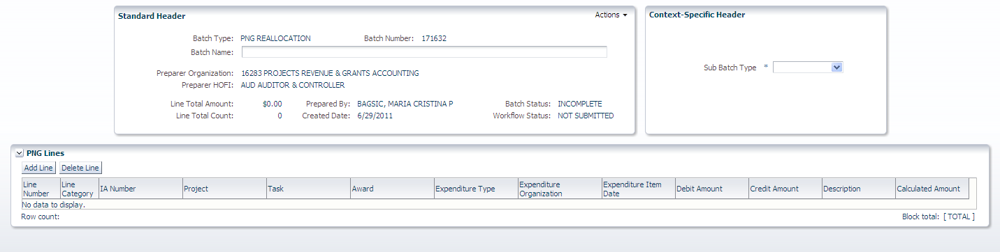 Standard Header
Actions
Batch Type: PNG REALLOCATION Batch Number: 171632
Batch Name:
Preparer Organization: 16283 PROJECTS REVENUE & GRANTS ACCOUNTING
Preparer HOFI: AUD AUDITOR & CONTROLLER
Line Total Amount: $0.00 Prepared By: BAGSIC, MARIA CRISTINA P Batch Status: INCOMPLETE
Line Total Count: 0 Created Date: 6/29/2011 Workflow Status: NOT SUBMITTED
Context-Specific Header
Sub Batch Type *
PNG Lines
Add Line Delete Line
Line Number Line Category IA Number Project Task Award Expenditure Type Expenditure Organization Expenditure Item Date Debit Amount Credit Amount Description Calculated Amount
No data to display.
Row count: Block total: [ TOTAL ]